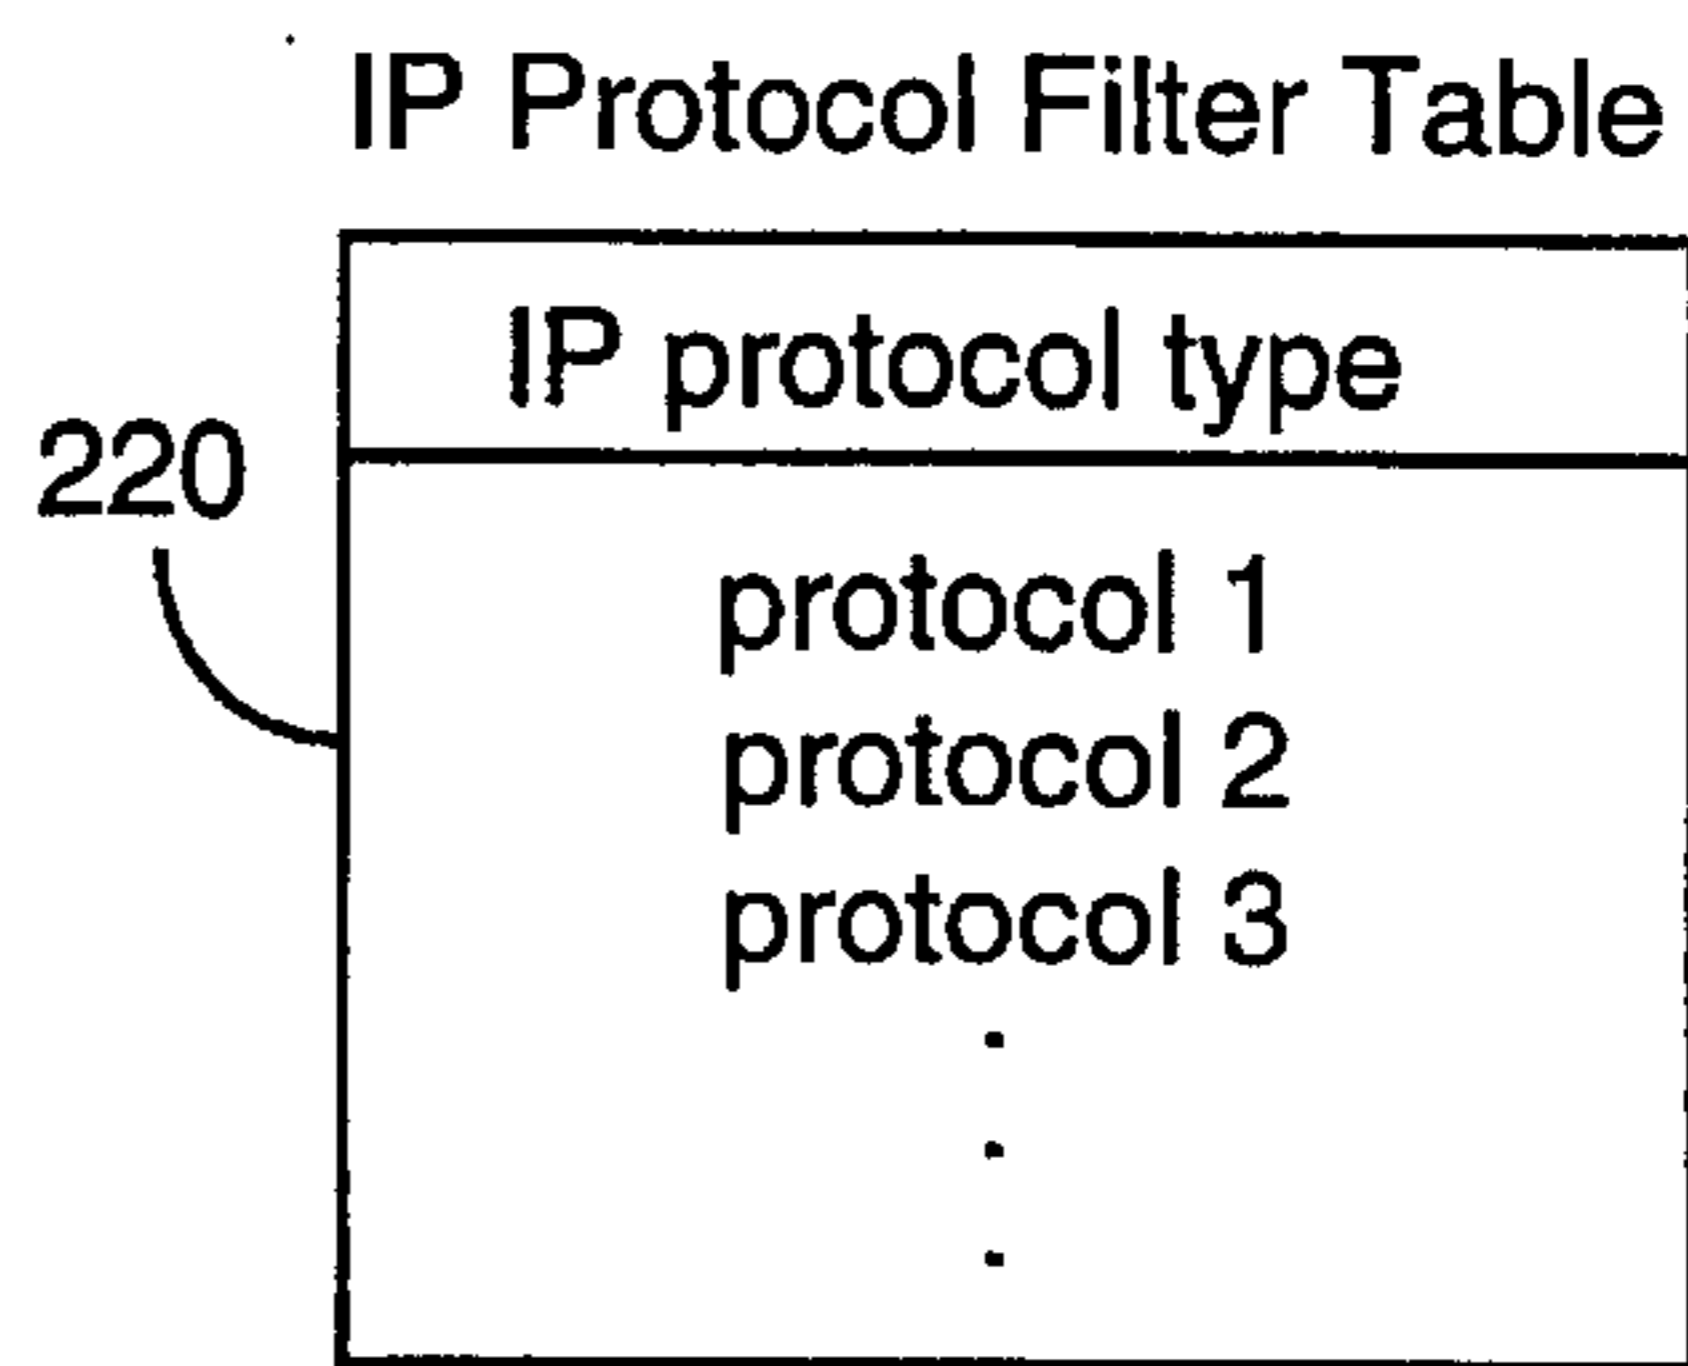 IP Protocol Filter Table
IP protocol type
220
protocol 1
protocol 2
protocol 3
.
.
.